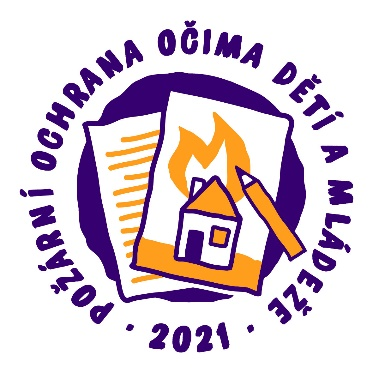 POŽÁRNÍ OCHRANA OČIMA DĚTÍ A MLÁDEŽE
· 2021 ·